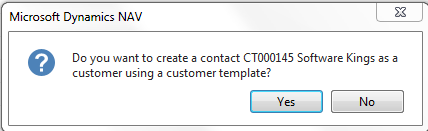 Microsoft Dynamics NAV
Do you want to create a contact CT000145 Software Kings as a
customer using a customer template?
Yes No